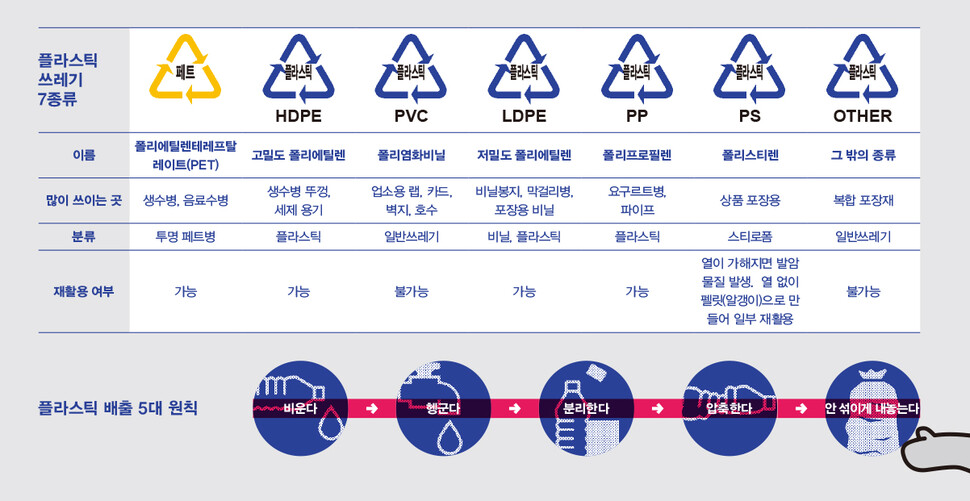 플라스틱
쓰레기
7종류
페트
플라스틱
HDPE
플라스틱
PVC
플라스틱
LDPE
플라스틱
PP
플라스틱
PS
플라스틱
OTHER
이름
폴리에틸렌테레프탈
레이트(PET)
고밀도 폴리에틸렌
폴리염화비닐
저밀도 폴리에틸렌
폴리프로필렌
폴리스티렌
그 밖의 종류
많이 쓰이는 곳
생수병, 음료수병
생수병 뚜껑,
세제 용기
업소용 랩, 카드,
벽지, 호수
비닐봉지, 막걸리병,
포장용 비닐
요구르트병,
파이프
상품 포장용
복합 포장재
분류
투명 페트병
플라스틱
일반쓰레기
비닐, 플라스틱
플라스틱
스티로폼
일반쓰레기
재활용 여부
가능
가능
불가능
가능
가능
열이 가해지면 발암
물질 발생. 열 없이
펠릿(알갱이)으로 만
들어 일부 재활용
불가능
플라스틱 배출 5대 원칙
비운다
헹군다
분리한다
압축한다
안 섞이게 내놓는다